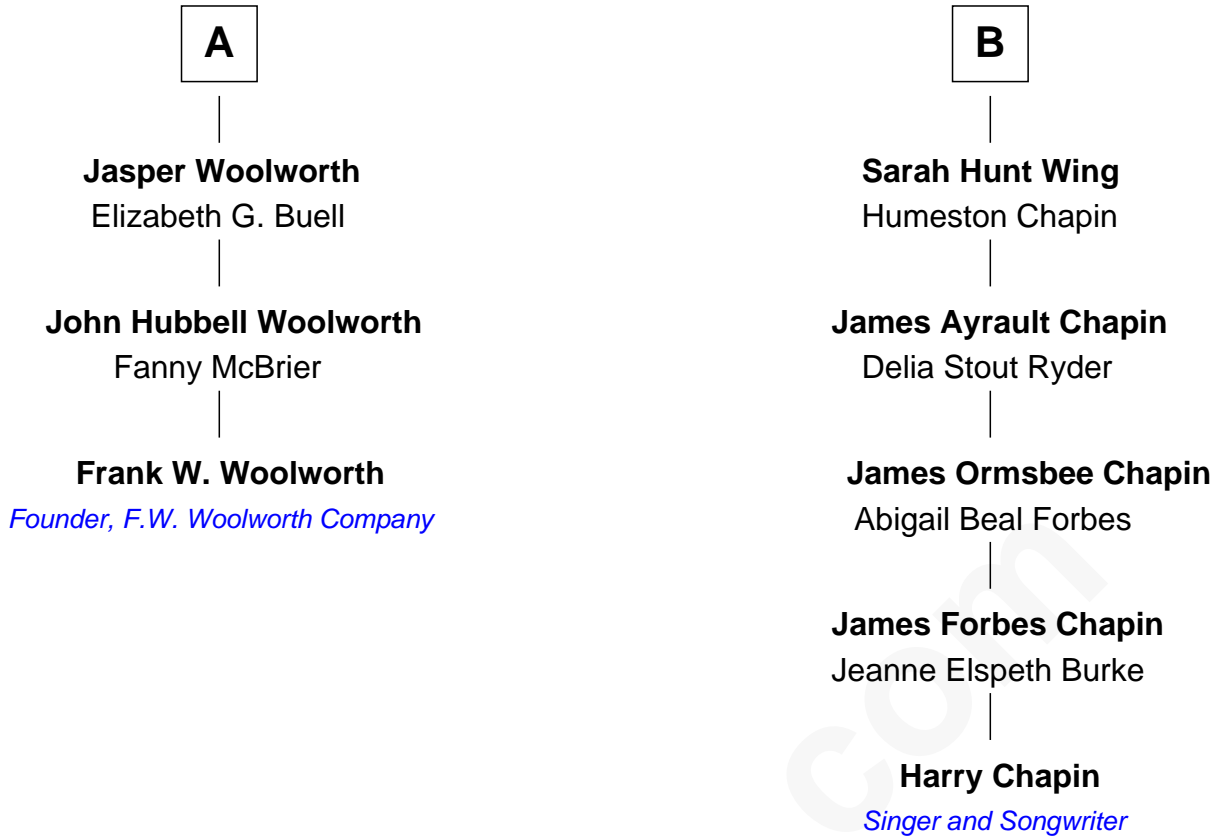 A
Jasper Woolworth
Elizabeth G. Buell
John Hubbell Woolworth
Fanny McBrier
Frank W. Woolworth
Founder, F.W. Woolworth Company
B
Sarah Hunt Wing
Humeston Chapin
James Ayrault Chapin
Delia Stout Ryder
James Ormsbee Chapin
Abigail Beal Forbes
James Forbes Chapin
Jeanne Elspeth Burke
Harry Chapin
Singer and Songwriter
com